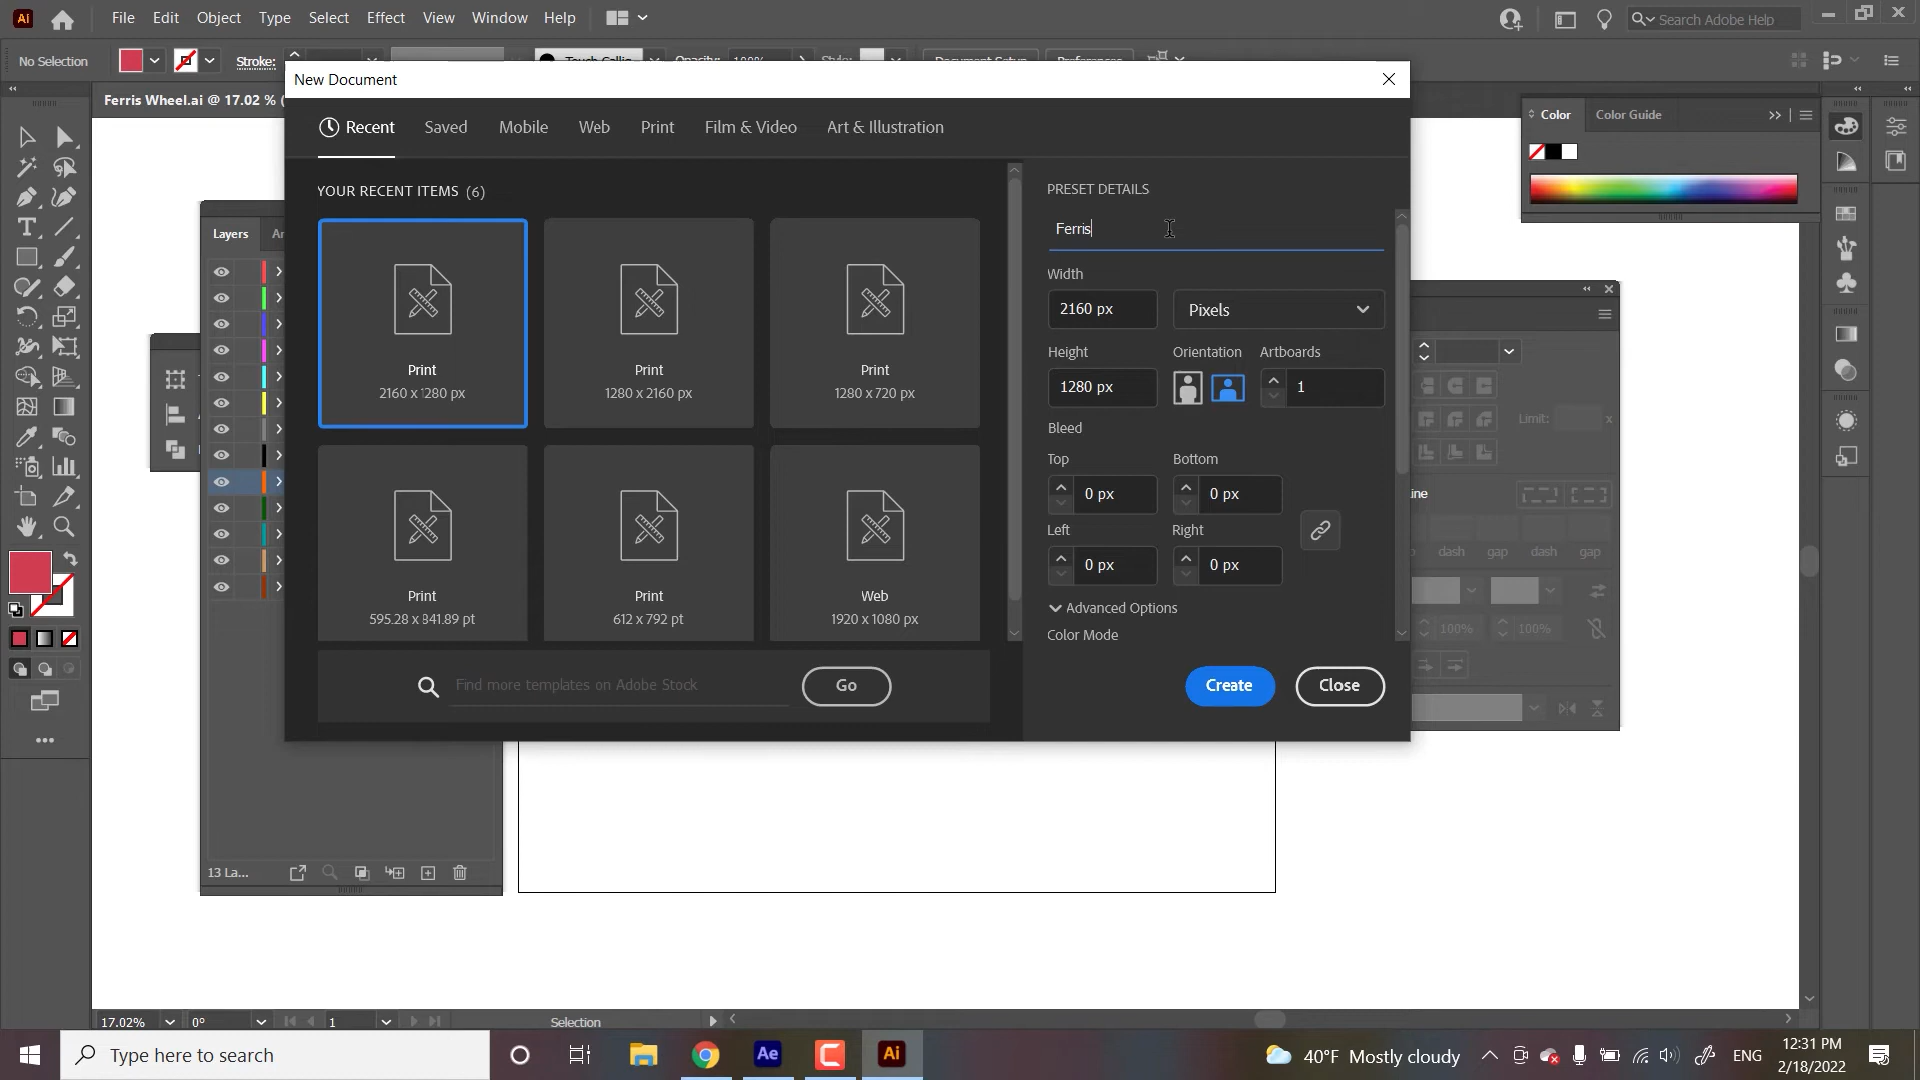 Ai File Edit Object Type Select Effect View Window Help Search Adobe Help
No Selection Stroke: Opacity: 100% Style: Document Setup Preferences
Ferris Wheel.ai @ 17.02 % (
New Document
Recent Saved Mobile Web Print Film & Video Art & Illustration
Color Color Guide
YOUR RECENT ITEMS (6)
Print
2160 x 1280 px
Print
1280 x 2160 px
Print
1280 x 720 px
Print
595.28 x 841.89 pt
Print
612 x 792 pt
Web
1920 x 1080 px
Find more templates on Adobe Stock Go
PRESET DETAILS
Ferris
Width
2160 px Pixels
Height Orientation Artboards
1280 px 1
Bleed
Top Bottom
0 px 0 px
Left Right
0 px 0 px
Advanced Options
Color Mode
Create Close
Layers
13 La...
Limit: x
dash gap dash gap
100% 100%
17.02% 0° 1 Selection
Type here to search Ae Ai 40°F Mostly cloudy ENG 12:31 PM
2/18/2022